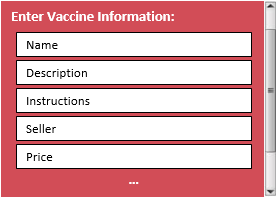 Enter Vaccine Information:
Name
Description
Instructions
Seller
Price
...